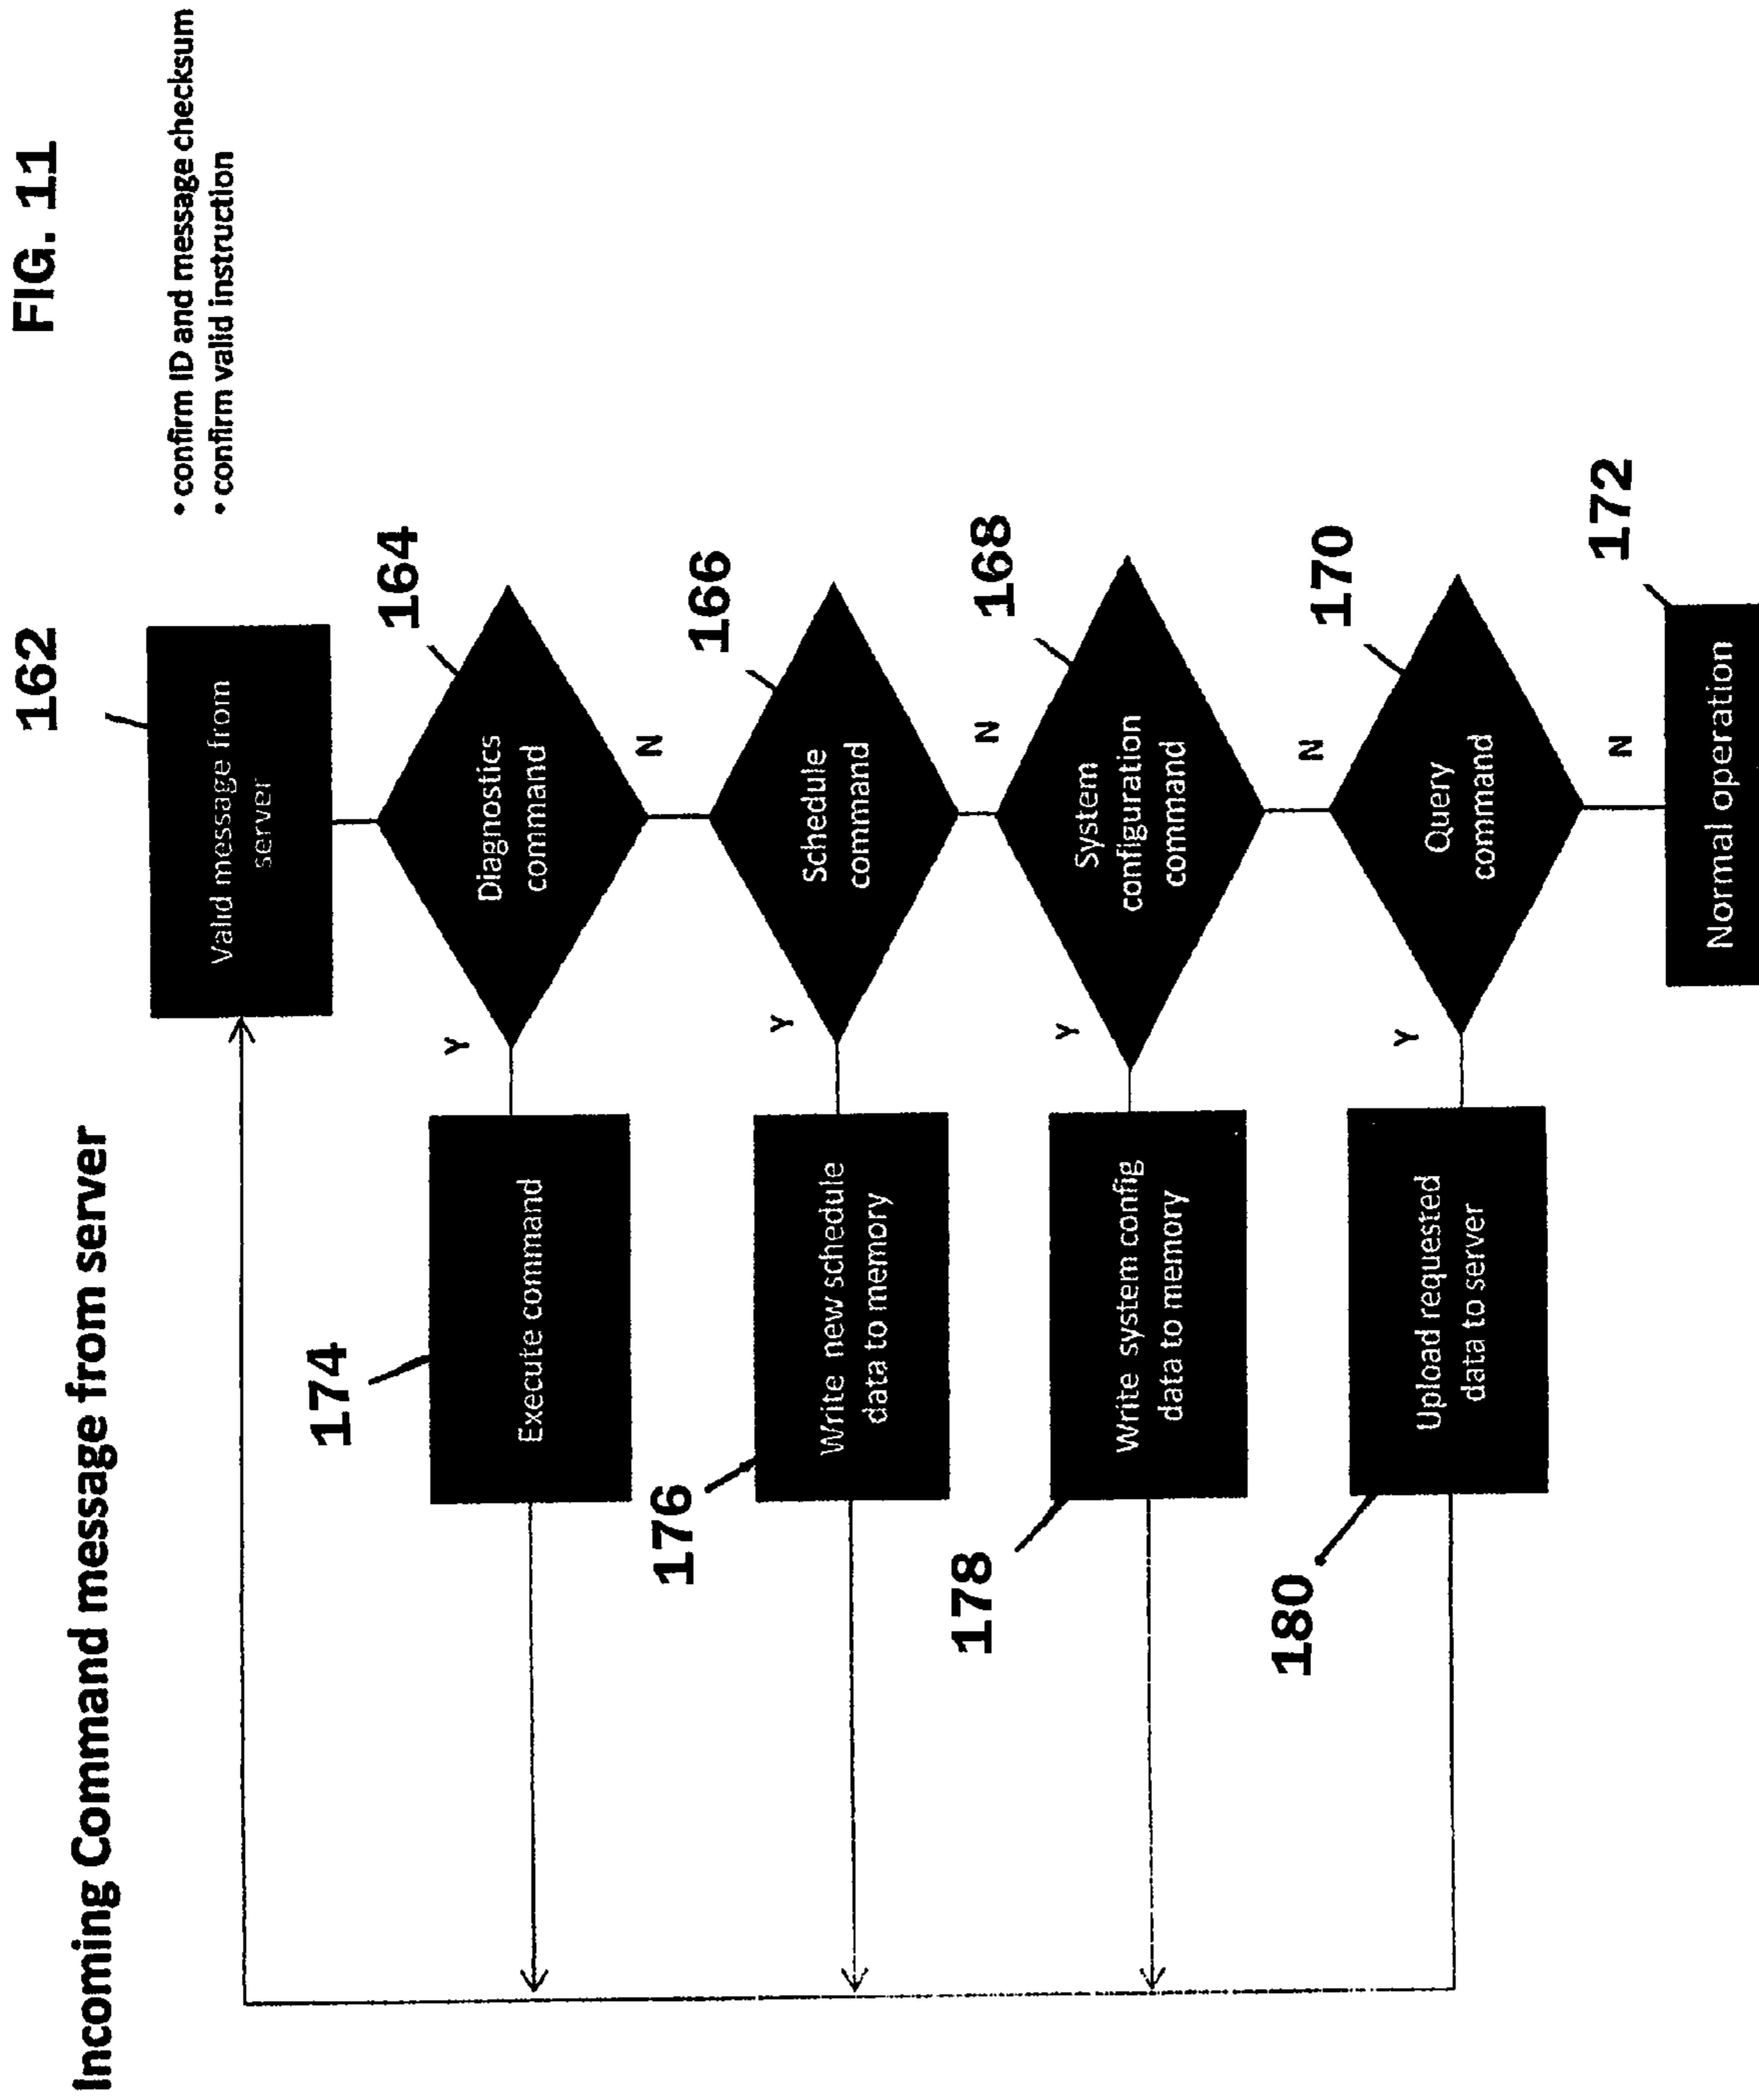 FIG. 11
Incoming Command message from server
162
• confirm ID and message checksum
• confirm valid instruction
Valid message from
server
164
Diagnostics
command
Y
N
174
Execute command
166
Schedule
command
Y
N
176
Write new schedule
data to memory
168
System
configuration
command
Y
N
178
Write system config
data to memory
170
Query
command
Y
N
180
Upload requested
data to server
172
Normal operation